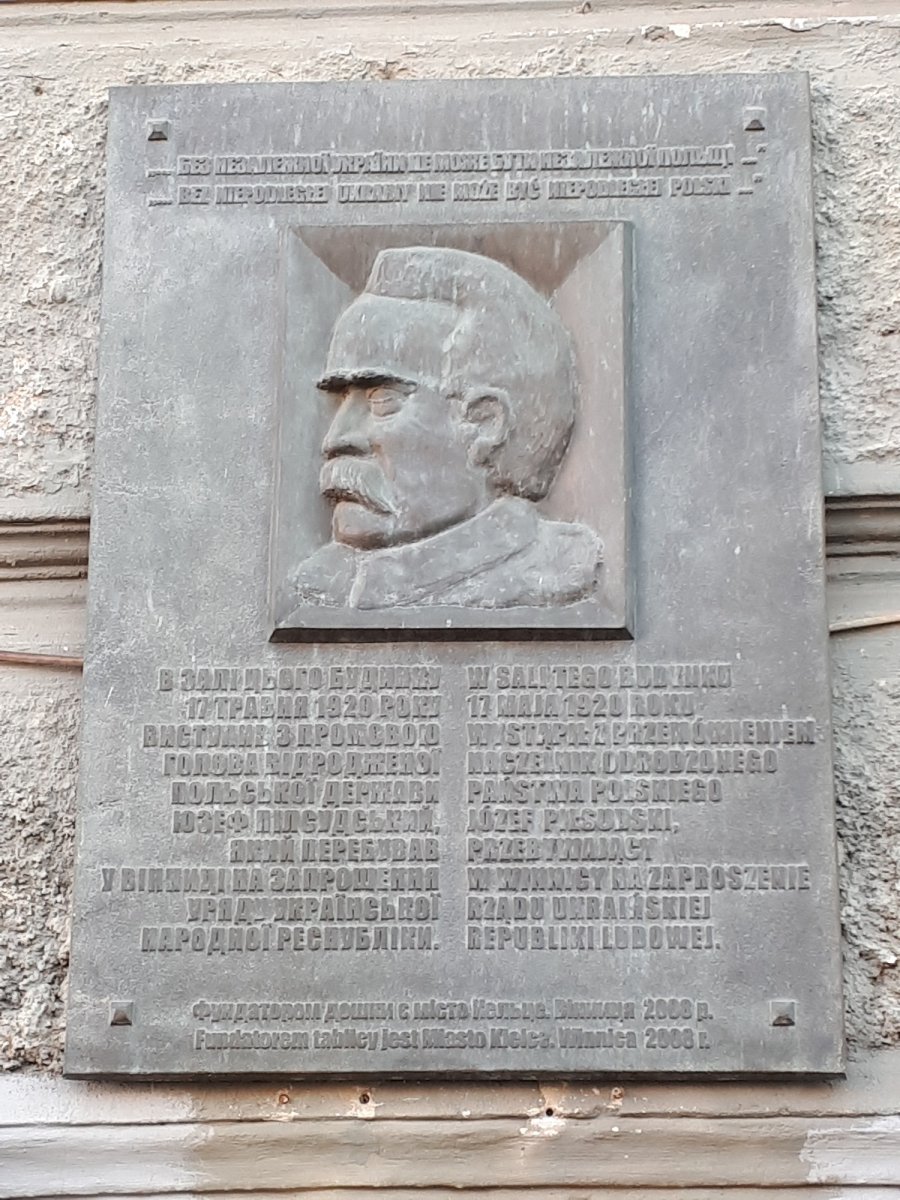 „БЕЗ НЕЗАЛЕЖНОЇ УКРАЇНИ НЕ МОЖЕ БУТИ НЕЗАЛЕЖНОЇ ПОЛЬЩІ”
„BEZ NIEPODLEGŁEJ UKRAINY NIE MOŻE BYĆ NIEPODLEGŁEJ POLSKI”
В ЗАЛІ ЦЬОГО БУДИНКУ
17 ТРАВНЯ 1920 РОКУ
ВИСТУПИВ З ПРОМОВОЮ
ГОЛОВА ВІДРОДЖЕНОЇ
ПОЛЬСЬКОЇ ДЕРЖАВИ
ЮЗЕФ ПІЛСУДСЬКИЙ,
ЯКИЙ ПЕРЕБУВАВ
У ВІННИЦІ НА ЗАПРОШЕННЯ
УРЯДУ УКРАЇНСЬКОЇ
НАРОДНОЇ РЕСПУБЛІКИ.
W SALI TEGO BUDYNKU
17 MAJA 1920 ROKU
WYSTĄPIŁ Z PRZEMÓWIENIEM
NACZELNIK ODRODZONEGO
PAŃSTWA POLSKIEGO
JÓZEF PIŁSUDSKI,
PRZEBYWAJĄCY
W WINNICY NA ZAPROSZENIE
RZĄDU UKRAIŃSKIEJ
REPUBLIKI LUDOWEJ.
Фундатором дошки є місто Кельце. Вінниця 2008 р.
Fundatorem tablicy jest Miasto Kielce. Winnica 2008 r.